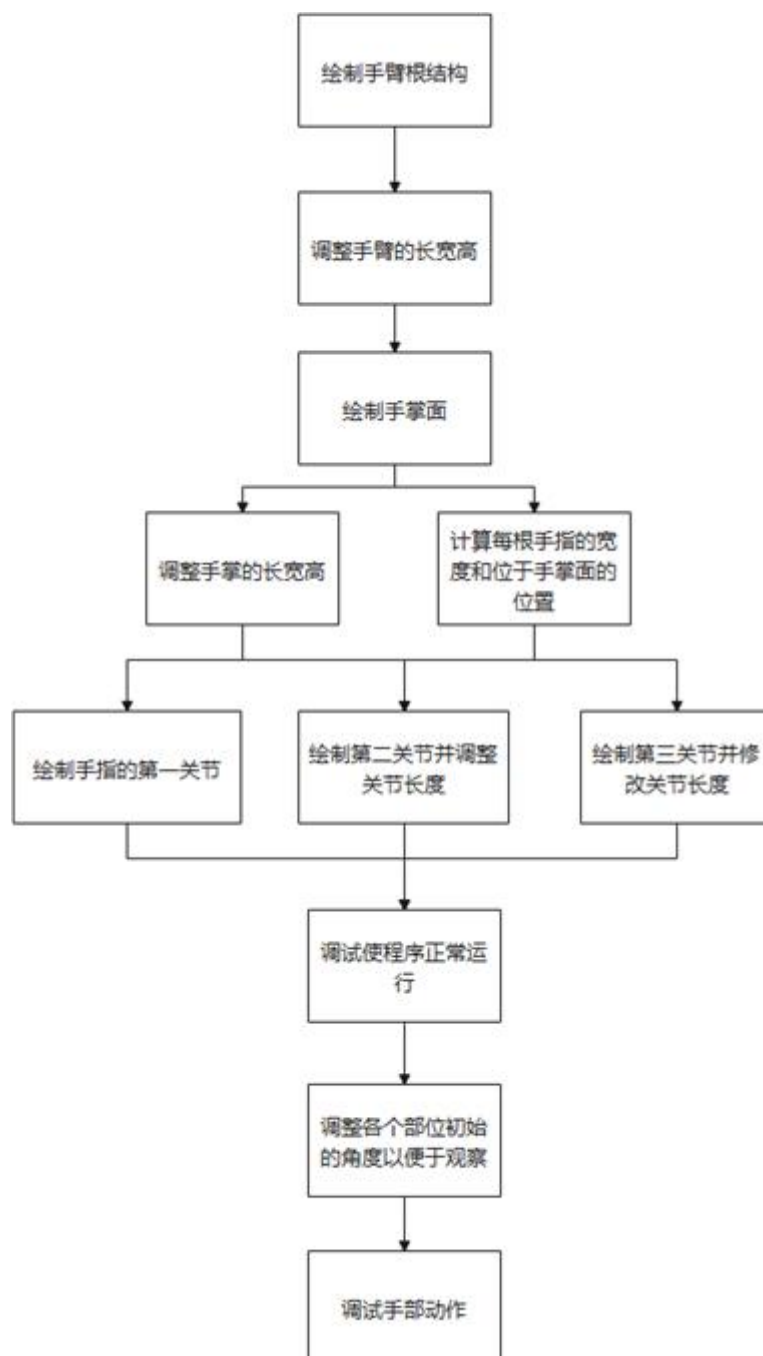 绘制手臂根结构
调整手臂的长宽高
绘制手掌面
调整手掌的长宽高
计算每根手指的宽
度和位于手掌面的
位置
绘制手指的第一关节
绘制第二关节并调整
关节长度
绘制第三关节并修
改关节长度
调试使程序正常运
行
调整各个部位初始
的角度以便于观察
调试手部动作